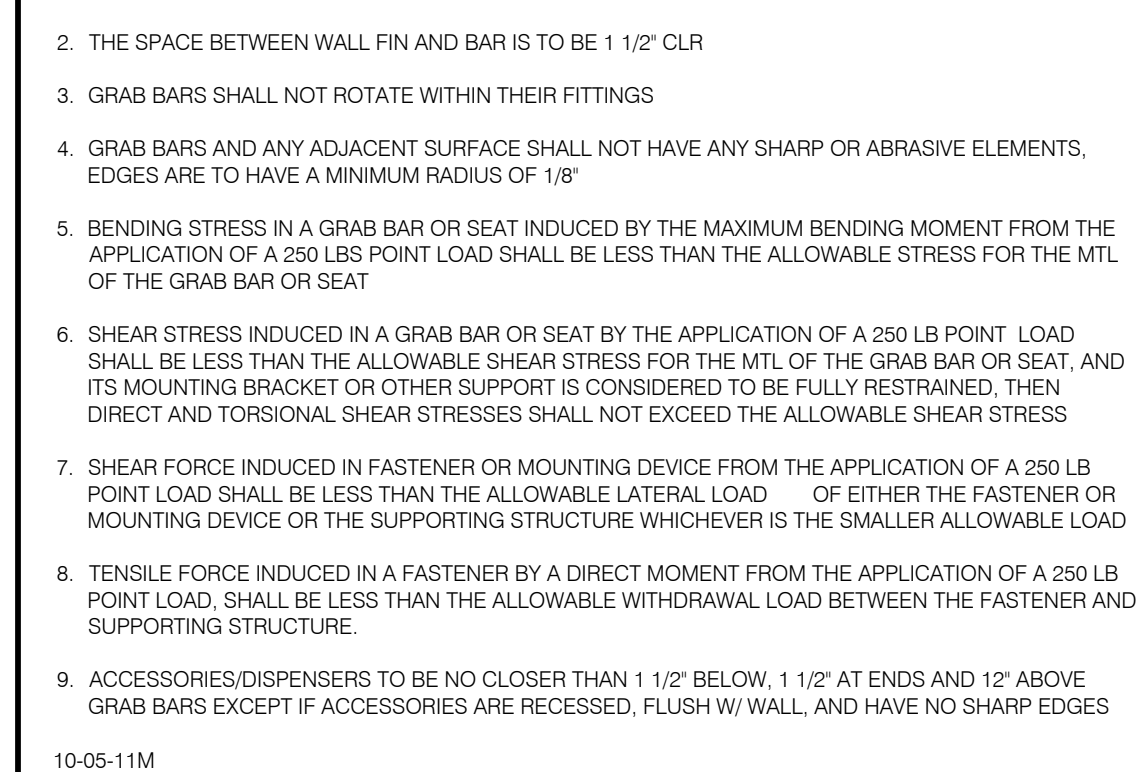 2. THE SPACE BETWEEN WALL FIN AND BAR IS TO BE 1 1/2" CLR
3. GRAB BARS SHALL NOT ROTATE WITHIN THEIR FITTINGS
4. GRAB BARS AND ANY ADJACENT SURFACE SHALL NOT HAVE ANY SHARP OR ABRASIVE ELEMENTS,
EDGES ARE TO HAVE A MINIMUM RADIUS OF 1/8"
5. BENDING STRESS IN A GRAB BAR OR SEAT INDUCED BY THE MAXIMUM BENDING MOMENT FROM THE
APPLICATION OF A 250 LBS POINT LOAD SHALL BE LESS THAN THE ALLOWABLE STRESS FOR THE MTL
OF THE GRAB BAR OR SEAT
6. SHEAR STRESS INDUCED IN A GRAB BAR OR SEAT BY THE APPLICATION OF A 250 LB POINT LOAD
SHALL BE LESS THAN THE ALLOWABLE SHEAR STRESS FOR THE MTL OF THE GRAB BAR OR SEAT, AND
ITS MOUNTING BRACKET OR OTHER SUPPORT IS CONSIDERED TO BE FULLY RESTRAINED, THEN
DIRECT AND TORSIONAL SHEAR STRESSES SHALL NOT EXCEED THE ALLOWABLE SHEAR STRESS
7. SHEAR FORCE INDUCED IN FASTENER OR MOUNTING DEVICE FROM THE APPLICATION OF A 250 LB
POINT LOAD SHALL BE LESS THAN THE ALLOWABLE LATERAL LOAD OF EITHER THE FASTENER OR
MOUNTING DEVICE OR THE SUPPORTING STRUCTURE WHICHEVER IS THE SMALLER ALLOWABLE LOAD
8. TENSILE FORCE INDUCED IN A FASTENER BY A DIRECT MOMENT FROM THE APPLICATION OF A 250 LB
POINT LOAD, SHALL BE LESS THAN THE ALLOWABLE WITHDRAWAL LOAD BETWEEN THE FASTENER AND
SUPPORTING STRUCTURE.
9. ACCESSORIES/DISPENSERS TO BE NO CLOSER THAN 1 1/2" BELOW, 1 1/2" AT ENDS AND 12" ABOVE
GRAB BARS EXCEPT IF ACCESSORIES ARE RECESSED, FLUSH W/ WALL, AND HAVE NO SHARP EDGES
10-05-11M